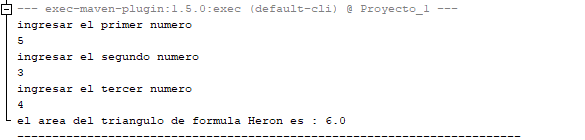 --- exec-maven-plugin:1.5.0:exec (default-cli) @ Proyecto_1 ---
ingresar el primer numero
5
ingresar el segundo numero
3
ingresar el tercer numero
4
el area del triangulo de formula Heron es : 6.0
------------------------------------------------------------------------